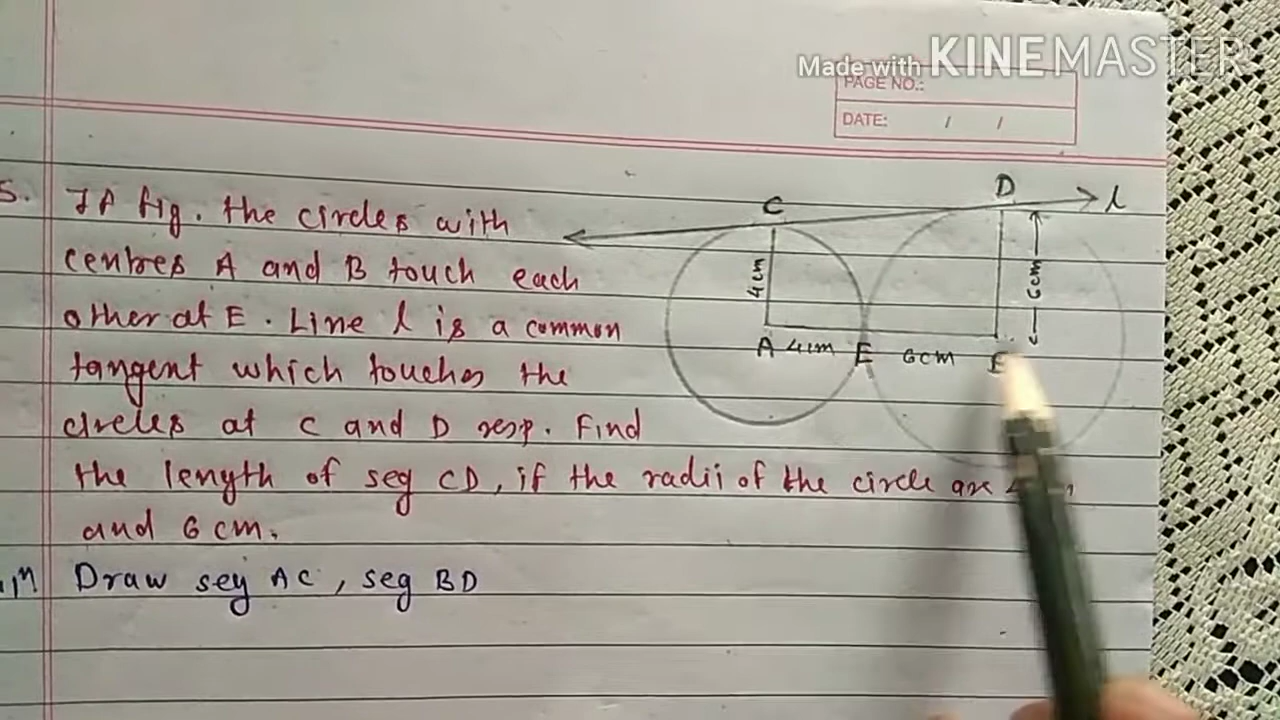 Made with KINEMASTER
PAGE NO.:
DATE: / /
5. If fig. the circles with
centres A and B touch each
other at E. Line l is a common
tangent which touches the
circles at C and D resp. Find
the length of seg CD, if the radii of the circle are
and 6 cm.
Draw seg AC, seg BD
C
D
l
4cm
6cm
A 4cm E 6cm